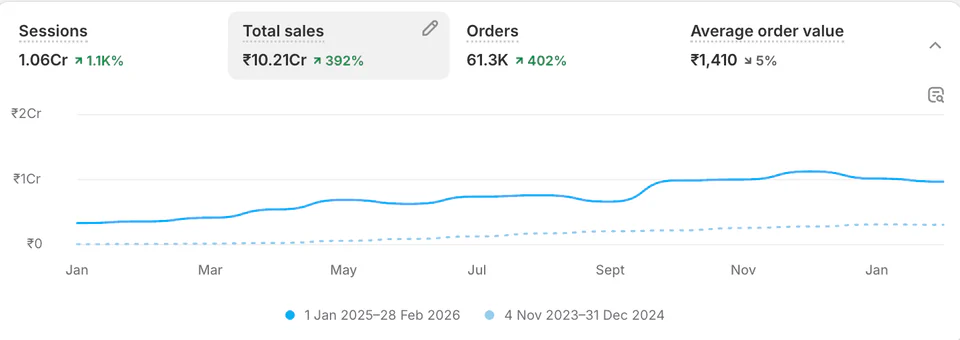 Sessions
1.06Cr ↗ 1.1K%
Total sales
₹10.21Cr ↗ 392%
Orders
61.3K ↗ 402%
Average order value
₹1,410 ↘ 5%
₹2Cr
₹1Cr
₹0
Jan Mar May Jul Sept Nov Jan
1 Jan 2025–28 Feb 2026 4 Nov 2023–31 Dec 2024